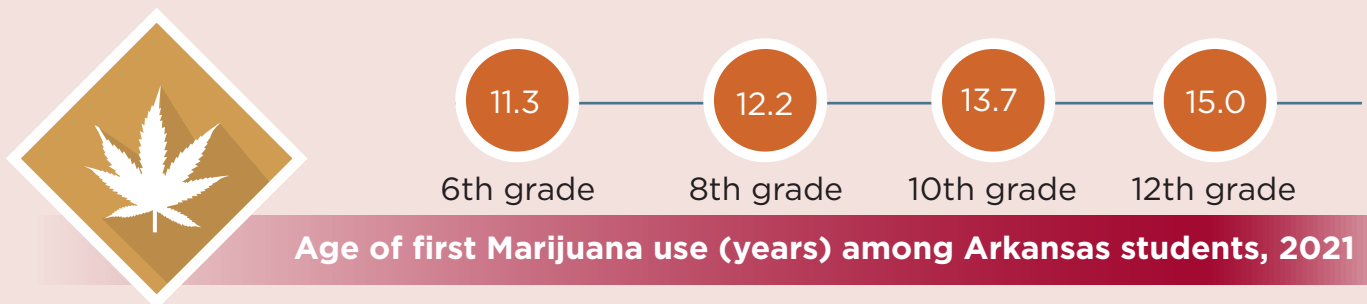 11.3 12.2 13.7 15.0
6th grade 8th grade 10th grade 12th grade
Age of first Marijuana use (years) among Arkansas students, 2021